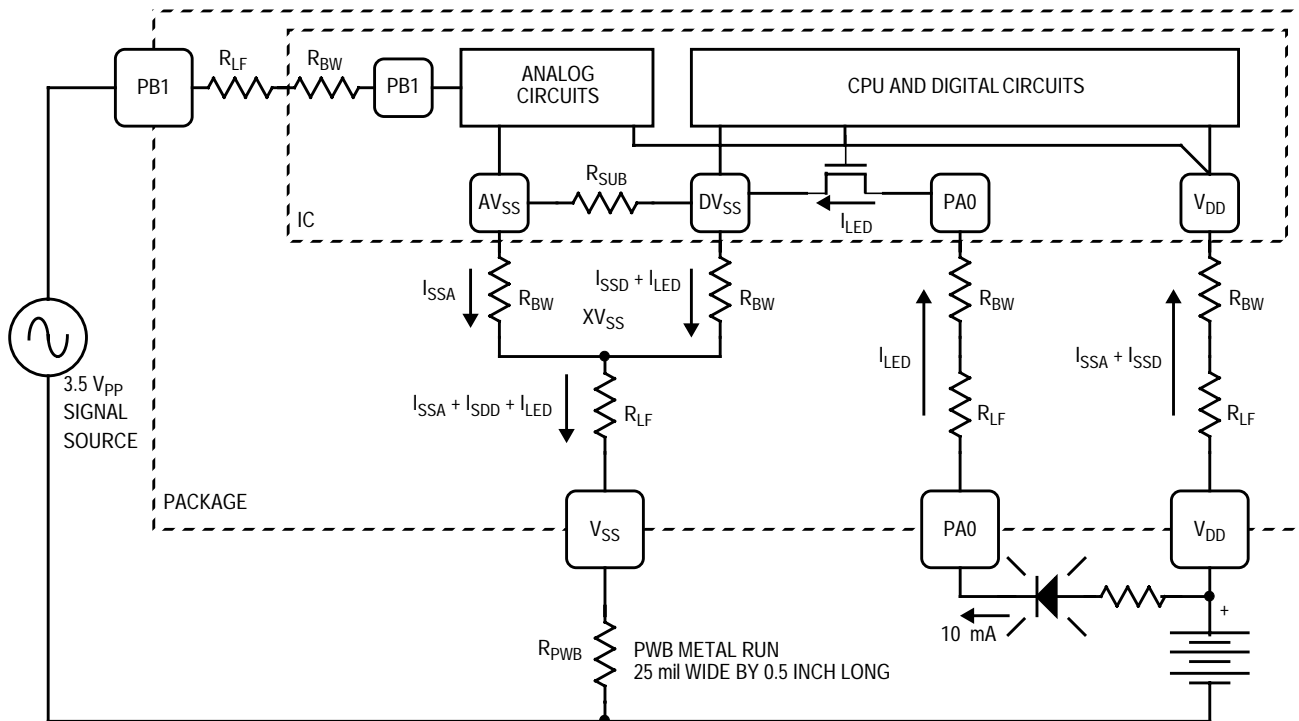 R_LF
R_BW
PB1
PB1
ANALOG
CIRCUITS
CPU AND DIGITAL CIRCUITS
R_SUB
AV_SS
DV_SS
PA0
V_DD
IC
I_LED
I_SSA
R_BW
XV_SS
I_SSD + I_LED
R_BW
R_BW
R_BW
3.5 V_PP
SIGNAL
SOURCE
I_SSA + I_SDD + I_LED
R_LF
I_LED
R_LF
I_SSA + I_SSD
R_LF
PACKAGE
V_SS
PA0
V_DD
10 mA
+
R_PWB
PWB METAL RUN
25 mil WIDE BY 0.5 INCH LONG